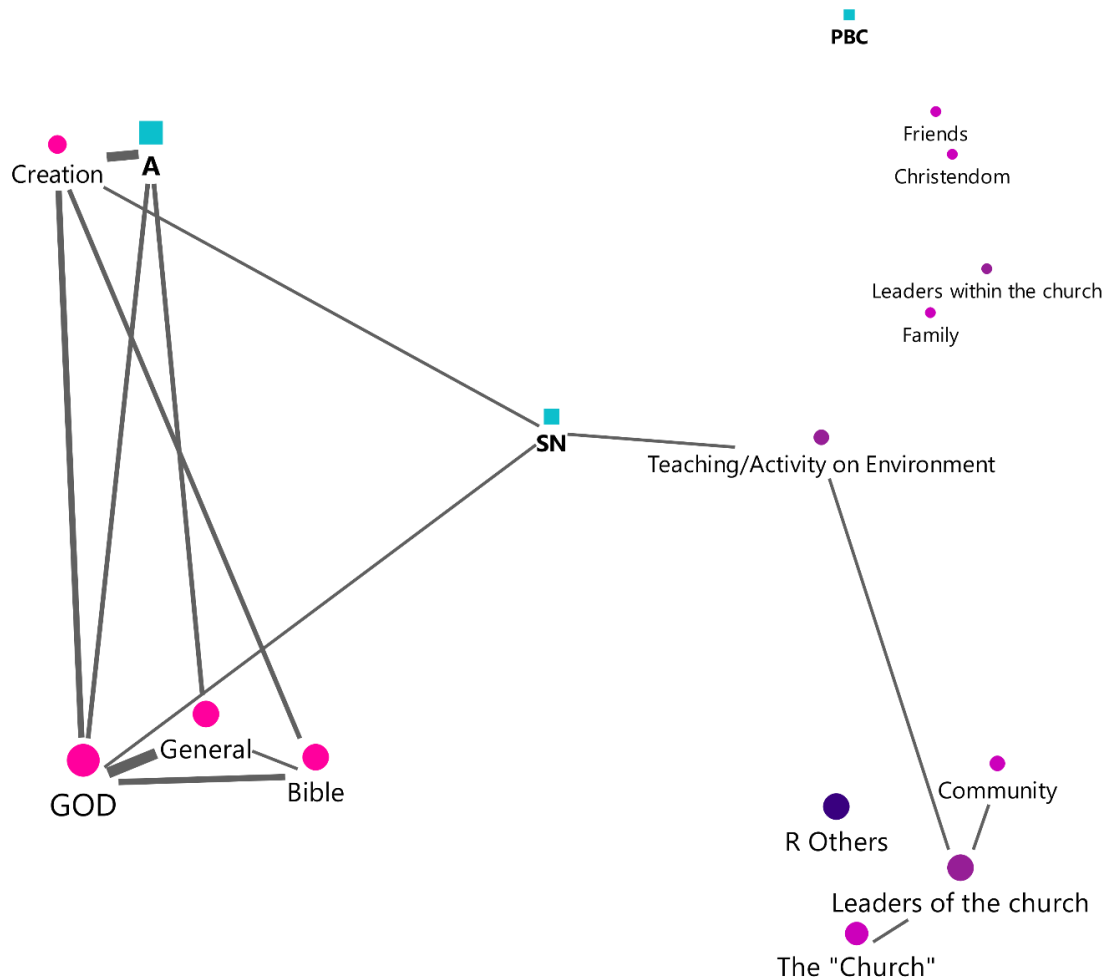 PBC
Friends
Creation
A
Christendom
Leaders within the church
Family
SN
Teaching/Activity on Environment
General
GOD
Bible
Community
R Others
Leaders of the church
The "Church"